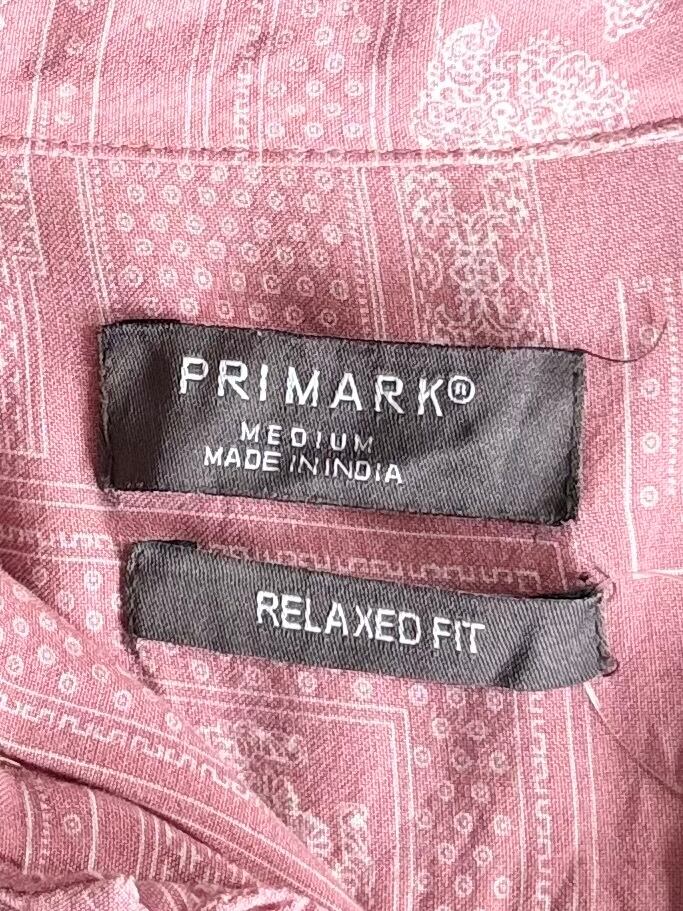 PRIMARK®
MEDIUM
MADE IN INDIA
RELAXED FIT